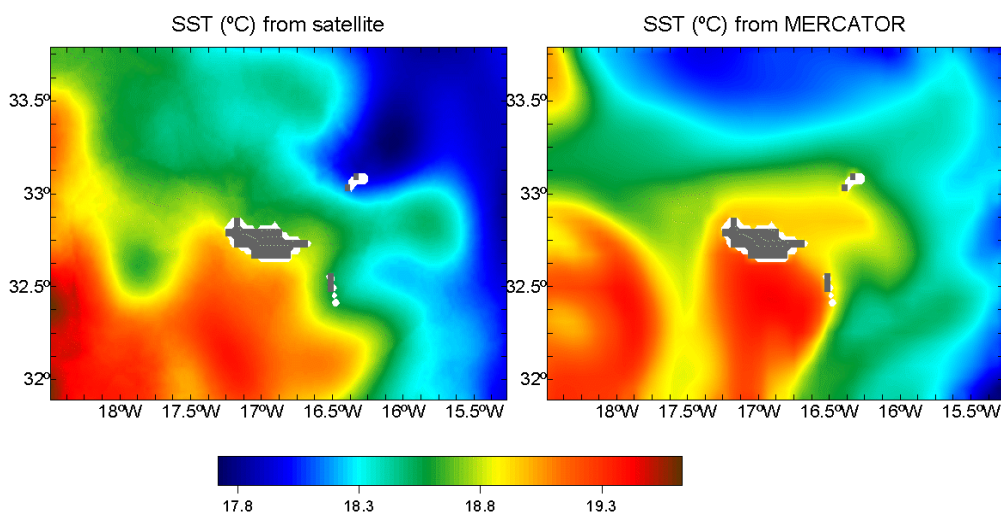 SST (ºC) from satellite
SST (ºC) from MERCATOR
33.5º
33º
32.5º
32º
18ºW 17.5ºW 17ºW 16.5ºW 16ºW 15.5ºW
33.5º
33º
32.5º
32º
18ºW 17.5ºW 17ºW 16.5ºW 16ºW 15.5ºW
17.8 18.3 18.8 19.3